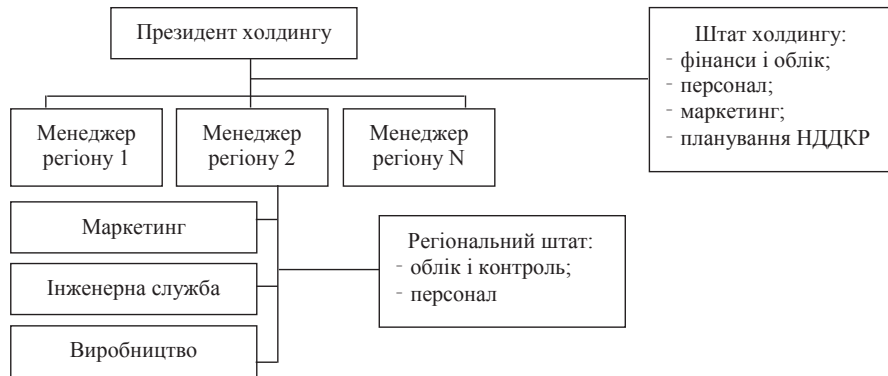 Президент холдингу
Штат холдингу:
- фінанси і облік;
- персонал;
- маркетинг;
- планування НДДКР
Менеджер
регіону 1
Менеджер
регіону 2
Менеджер
регіону N
Маркетинг
Інженерна служба
Виробництво
Регіональний штат:
- облік і контроль;
- персонал